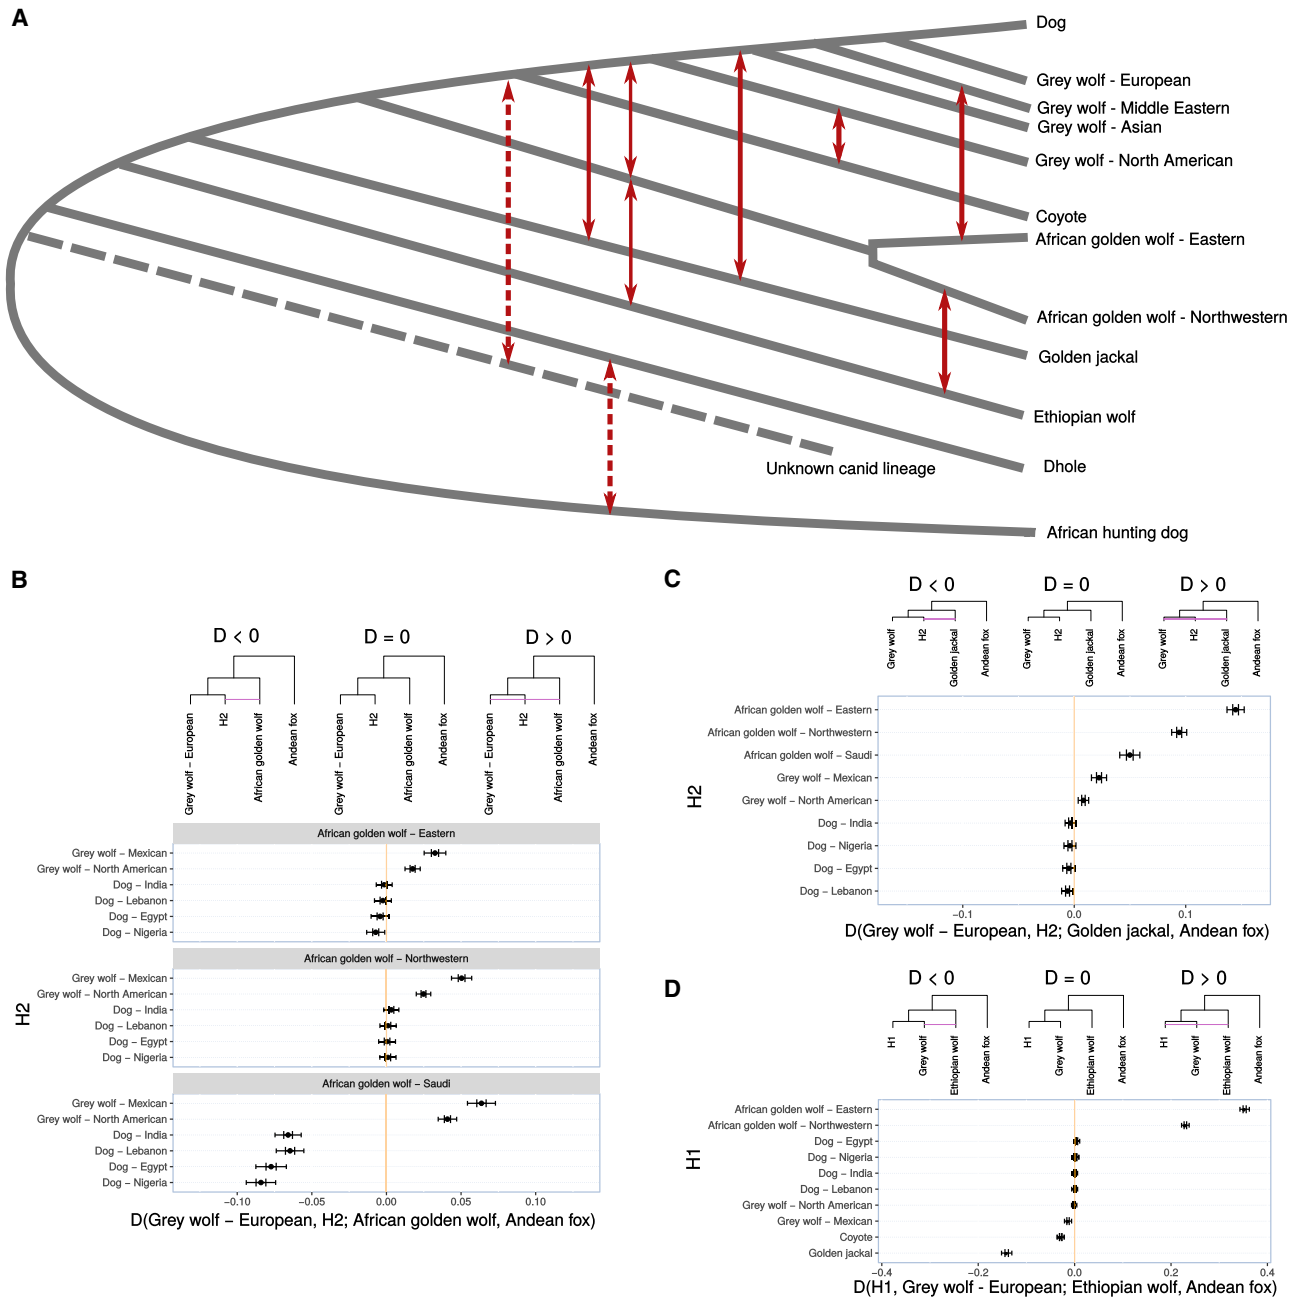 A
Dog
Grey wolf - European
Grey wolf - Middle Eastern
Grey wolf - Asian
Grey wolf - North American
Coyote
African golden wolf - Eastern
African golden wolf - Northwestern
Golden jackal
Ethiopian wolf
Dhole
Unknown canid lineage
African hunting dog
B
D < 0
D = 0
D > 0
Grey wolf – European
H2
African golden wolf
Andean fox
Grey wolf – European
H2
African golden wolf
Andean fox
Grey wolf – European
H2
African golden wolf
Andean fox
H2
African golden wolf – Eastern
Grey wolf – Mexican
Grey wolf – North American
Dog – India
Dog – Lebanon
Dog – Egypt
Dog – Nigeria
African golden wolf – Northwestern
Grey wolf – Mexican
Grey wolf – North American
Dog – India
Dog – Lebanon
Dog – Egypt
Dog – Nigeria
African golden wolf – Saudi
Grey wolf – Mexican
Grey wolf – North American
Dog – India
Dog – Lebanon
Dog – Egypt
Dog – Nigeria
−0.10 −0.05 0.00 0.05 0.10
D(Grey wolf – European, H2; African golden wolf, Andean fox)
C
D < 0
D = 0
D > 0
Grey wolf
H2
Golden jackal
Andean fox
Grey wolf
H2
Golden jackal
Andean fox
Grey wolf
H2
Golden jackal
Andean fox
H2
African golden wolf – Eastern
African golden wolf – Northwestern
African golden wolf – Saudi
Grey wolf – Mexican
Grey wolf – North American
Dog – India
Dog – Nigeria
Dog – Egypt
Dog – Lebanon
−0.1 0.0 0.1
D(Grey wolf – European, H2; Golden jackal, Andean fox)
D
D < 0
D = 0
D > 0
H1
Grey wolf
Ethiopian wolf
Andean fox
H1
Grey wolf
Ethiopian wolf
Andean fox
H1
Grey wolf
Ethiopian wolf
Andean fox
H1
African golden wolf – Eastern
African golden wolf – Northwestern
Dog – Egypt
Dog – Nigeria
Dog – India
Dog – Lebanon
Grey wolf – North American
Grey wolf – Mexican
Coyote
Golden jackal
−0.4 −0.2 0.0 0.2 0.4
D(H1, Grey wolf - European; Ethiopian wolf, Andean fox)